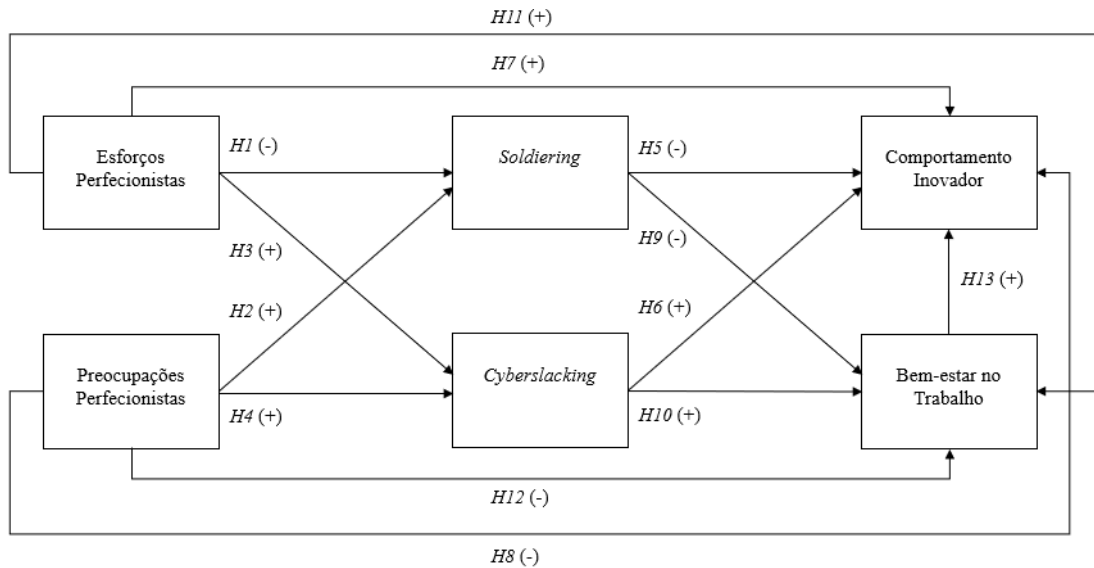 H11 (+)
H7 (+)
Esforços
Perfecionistas
H1 (-)
Soldiering
H5 (-)
Comportamento
Inovador
H3 (+)
H9 (-)
H13 (+)
H2 (+)
H6 (+)
Preocupações
Perfecionistas
H4 (+)
Cyberslacking
H10 (+)
Bem-estar no
Trabalho
H12 (-)
H8 (-)